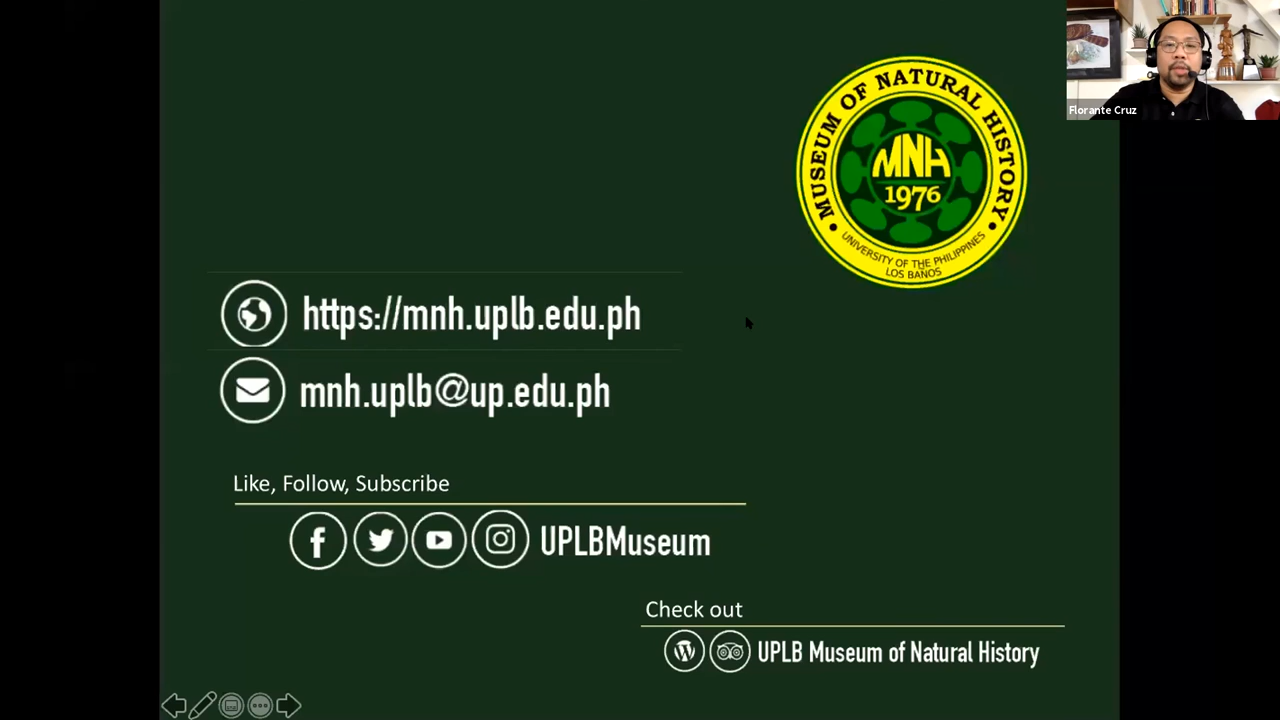 • MUSEUM OF NATURAL HISTORY •
MNH
1976
UNIVERSITY OF THE PHILIPPINES
LOS BAÑOS
Florante Cruz
https://mnh.uplb.edu.ph
mnh.uplb@up.edu.ph
Like, Follow, Subscribe
UPLBMuseum
Check out
UPLB Museum of Natural History